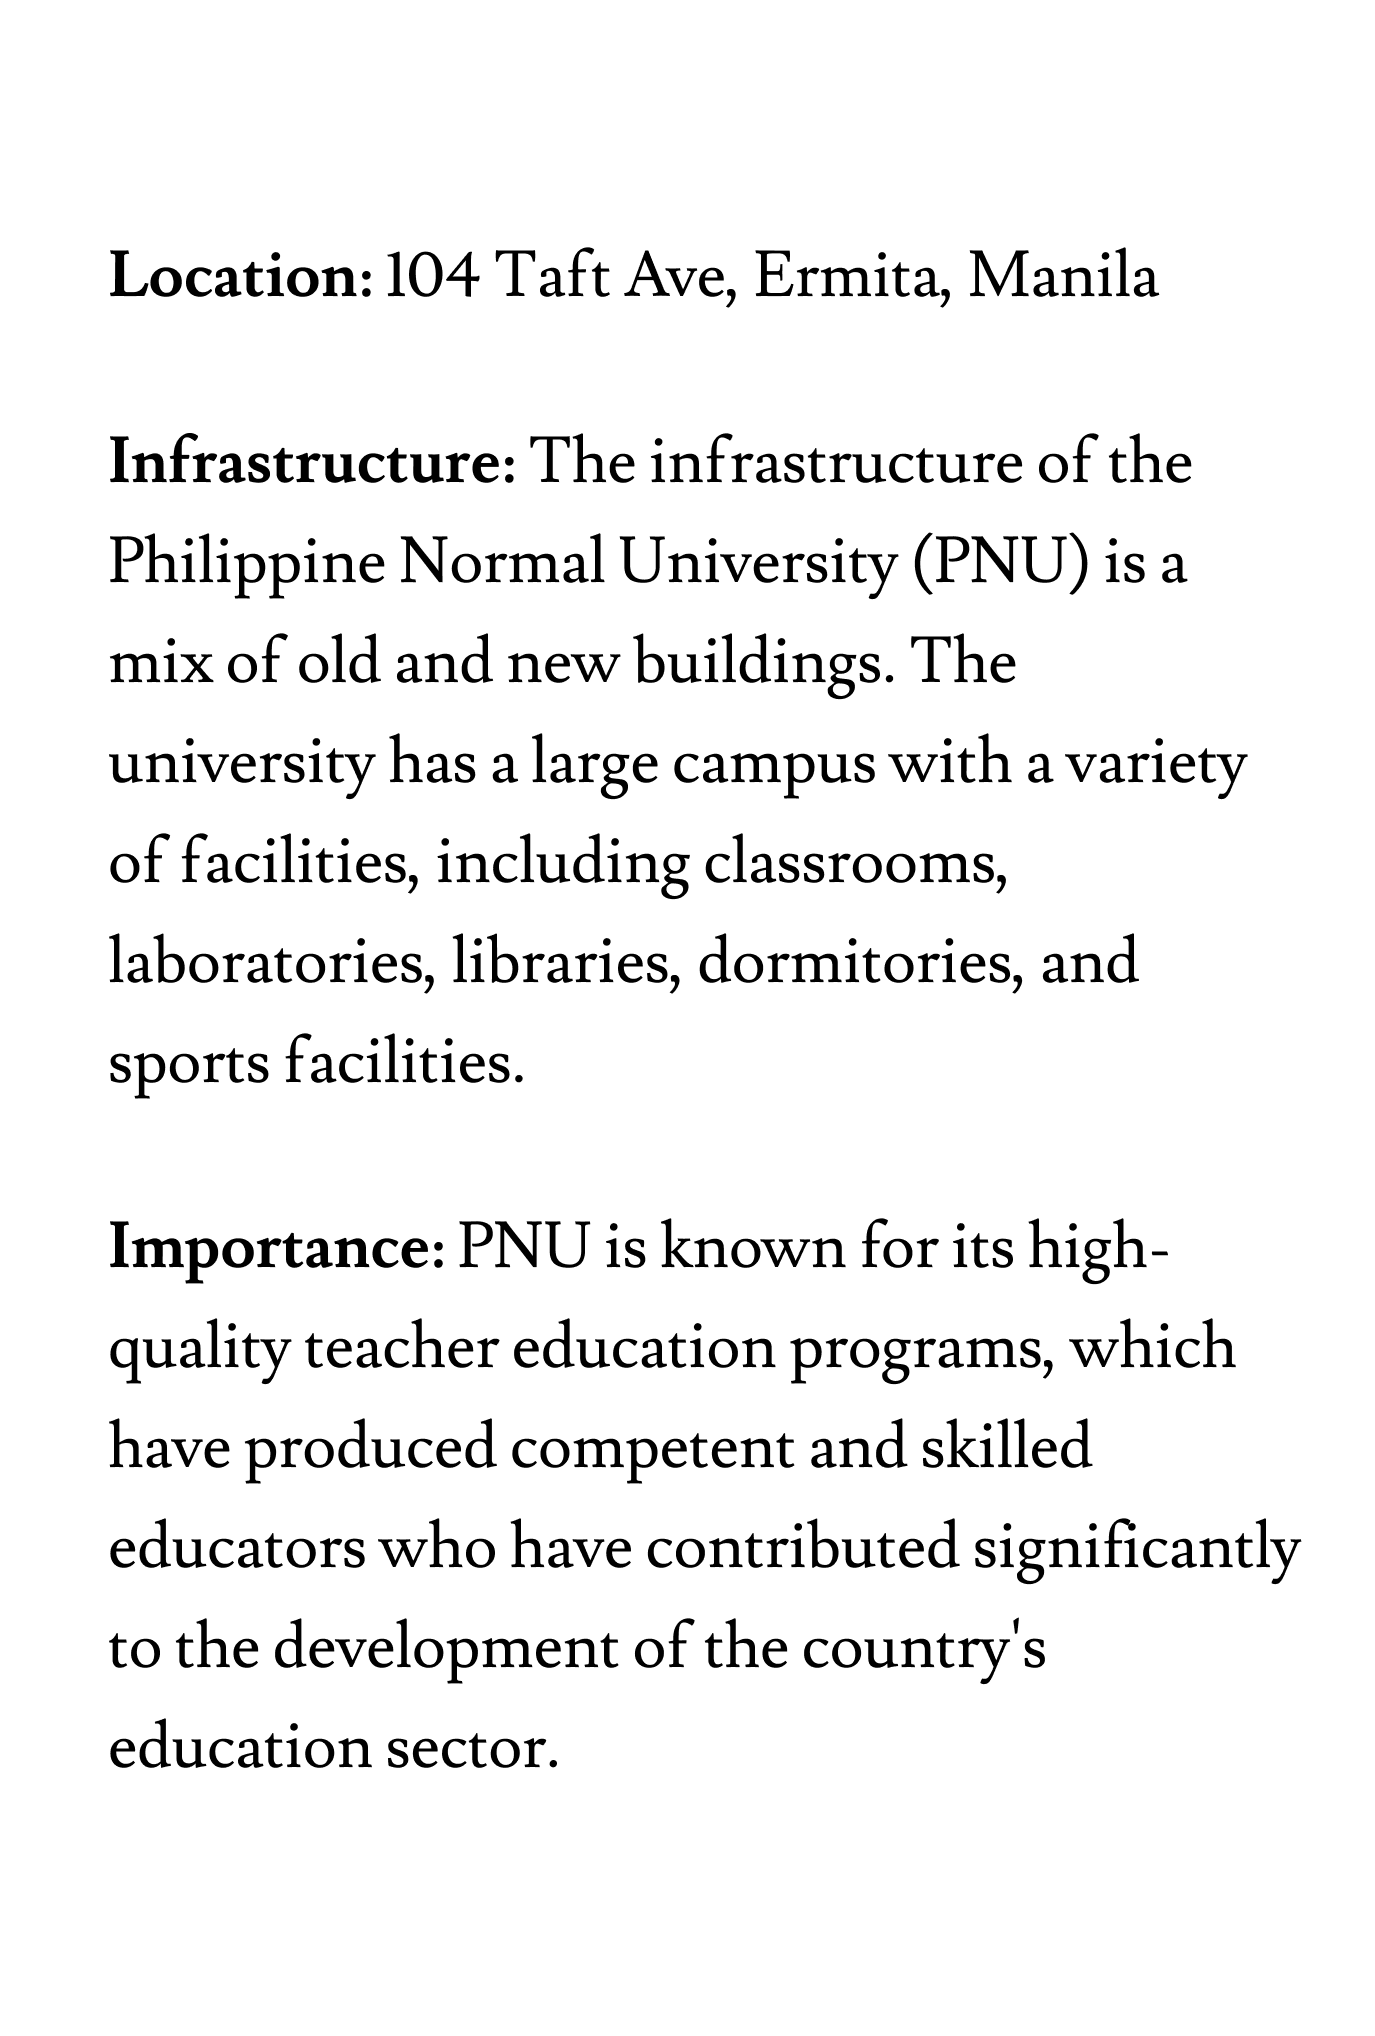 Location: 104 Taft Ave, Ermita, Manila
Infrastructure: The infrastructure of the
Philippine Normal University (PNU) is a
mix of old and new buildings. The
university has a large campus with a variety
of facilities, including classrooms,
laboratories, libraries, dormitories, and
sports facilities.
Importance: PNU is known for its high-
quality teacher education programs, which
have produced competent and skilled
educators who have contributed significantly
to the development of the country's
education sector.